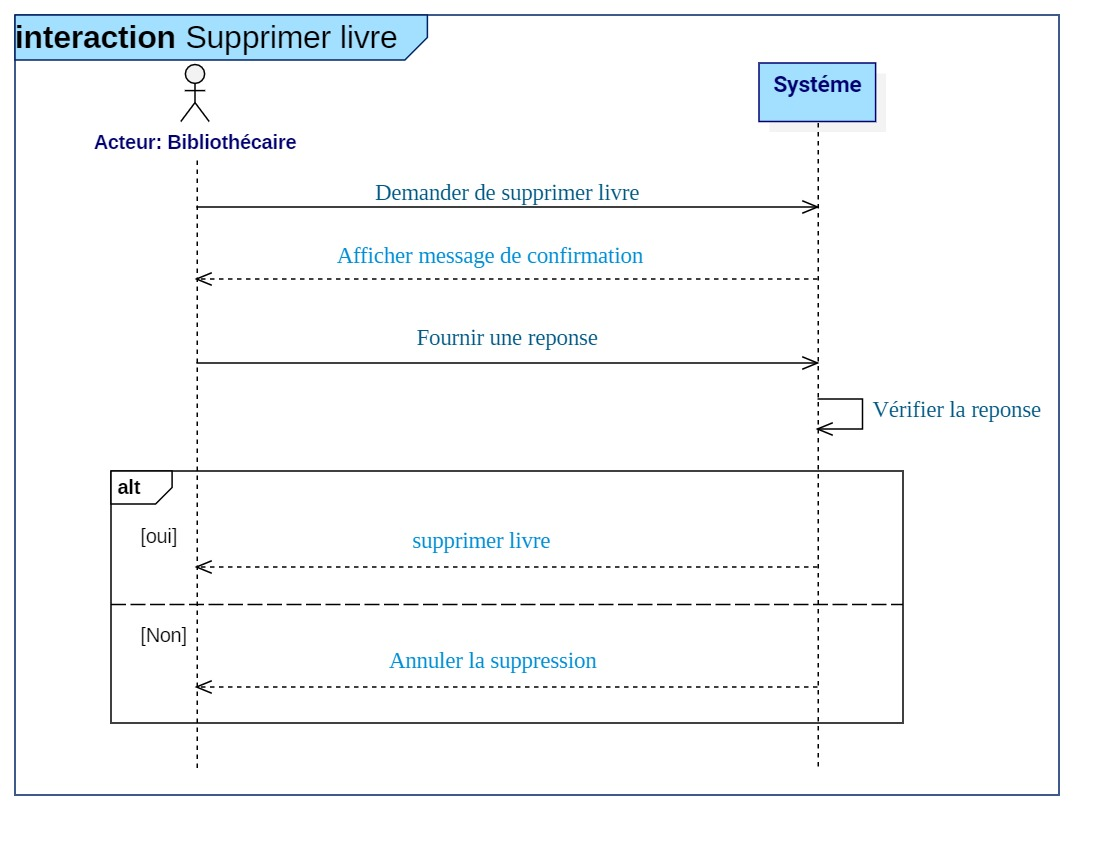 interaction Supprimer livre
Systéme
Acteur: Bibliothécaire
Demander de supprimer livre
Afficher message de confirmation
Fournir une reponse
Vérifier la reponse
alt
[oui]
supprimer livre
[Non]
Annuler la suppression